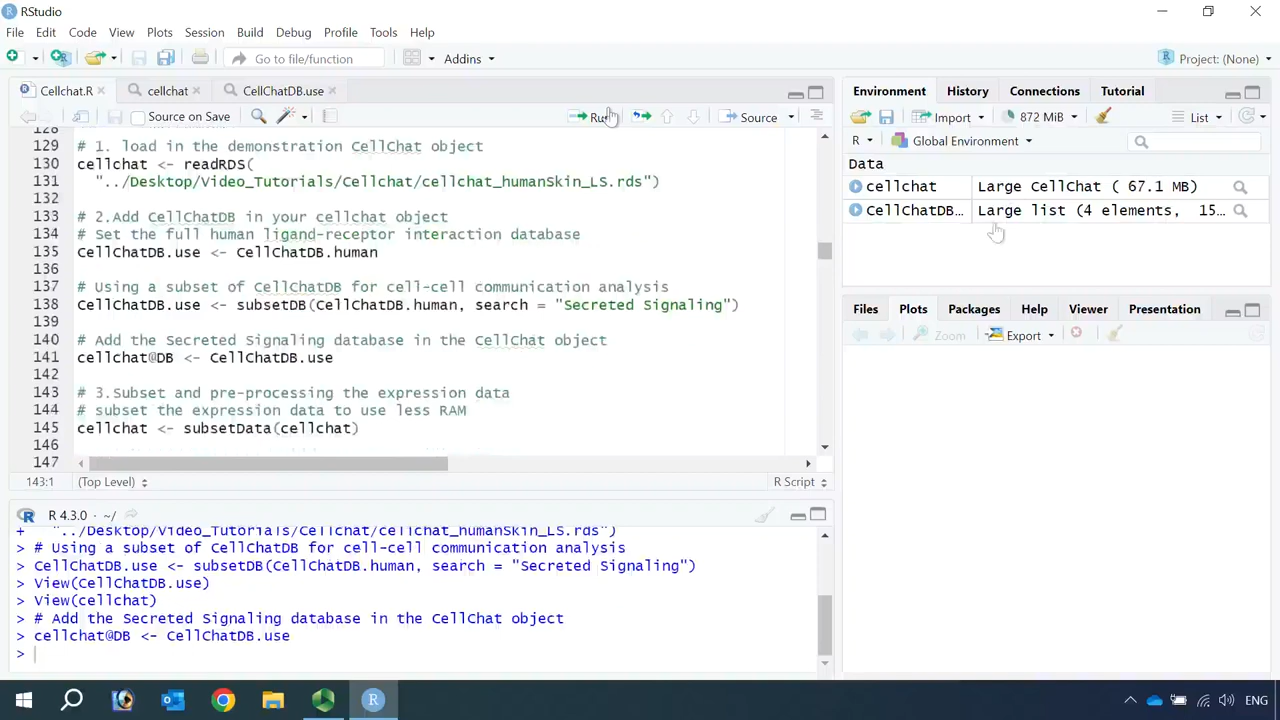 RStudio
File Edit Code View Plots Session Build Debug Profile Tools Help
Go to file/function Addins Project: (None)
Cellchat.R cellchat CellChatDB.use
Source on Save Run Source
128
129 # 1. load in the demonstration CellChat object
130 cellchat <- readRDS(
131 "../Desktop/Video_Tutorials/Cellchat/cellchat_humanSkin_LS.rds")
132
133 # 2.Add CellChatDB in your cellchat object
134 # Set the full human ligand-receptor interaction database
135 CellChatDB.use <- CellChatDB.human
136
137 # Using a subset of CellChatDB for cell-cell communication analysis
138 CellChatDB.use <- subsetDB(CellChatDB.human, search = "Secreted Signaling")
139
140 # Add the Secreted Signaling database in the CellChat object
141 cellchat@DB <- CellChatDB.use
142
143 # 3.Subset and pre-processing the expression data
144 # subset the expression data to use less RAM
145 cellchat <- subsetData(cellchat)
146
147
143:1 (Top Level) R Script
R 4.3.0 · ~/
+ "../Desktop/Video_Tutorials/Cellchat/cellchat_humanSkin_LS.rds")
> # Using a subset of CellChatDB for cell-cell communication analysis
> CellChatDB.use <- subsetDB(CellChatDB.human, search = "Secreted Signaling")
> View(CellChatDB.use)
> View(cellchat)
> # Add the Secreted Signaling database in the CellChat object
> cellchat@DB <- CellChatDB.use
>
Environment History Connections Tutorial
Import 872 MiB List
R Global Environment
Data
cellchat Large CellChat ( 67.1 MB)
CellChatDB… Large list (4 elements, 15…
Files Plots Packages Help Viewer Presentation
Zoom Export
ENG